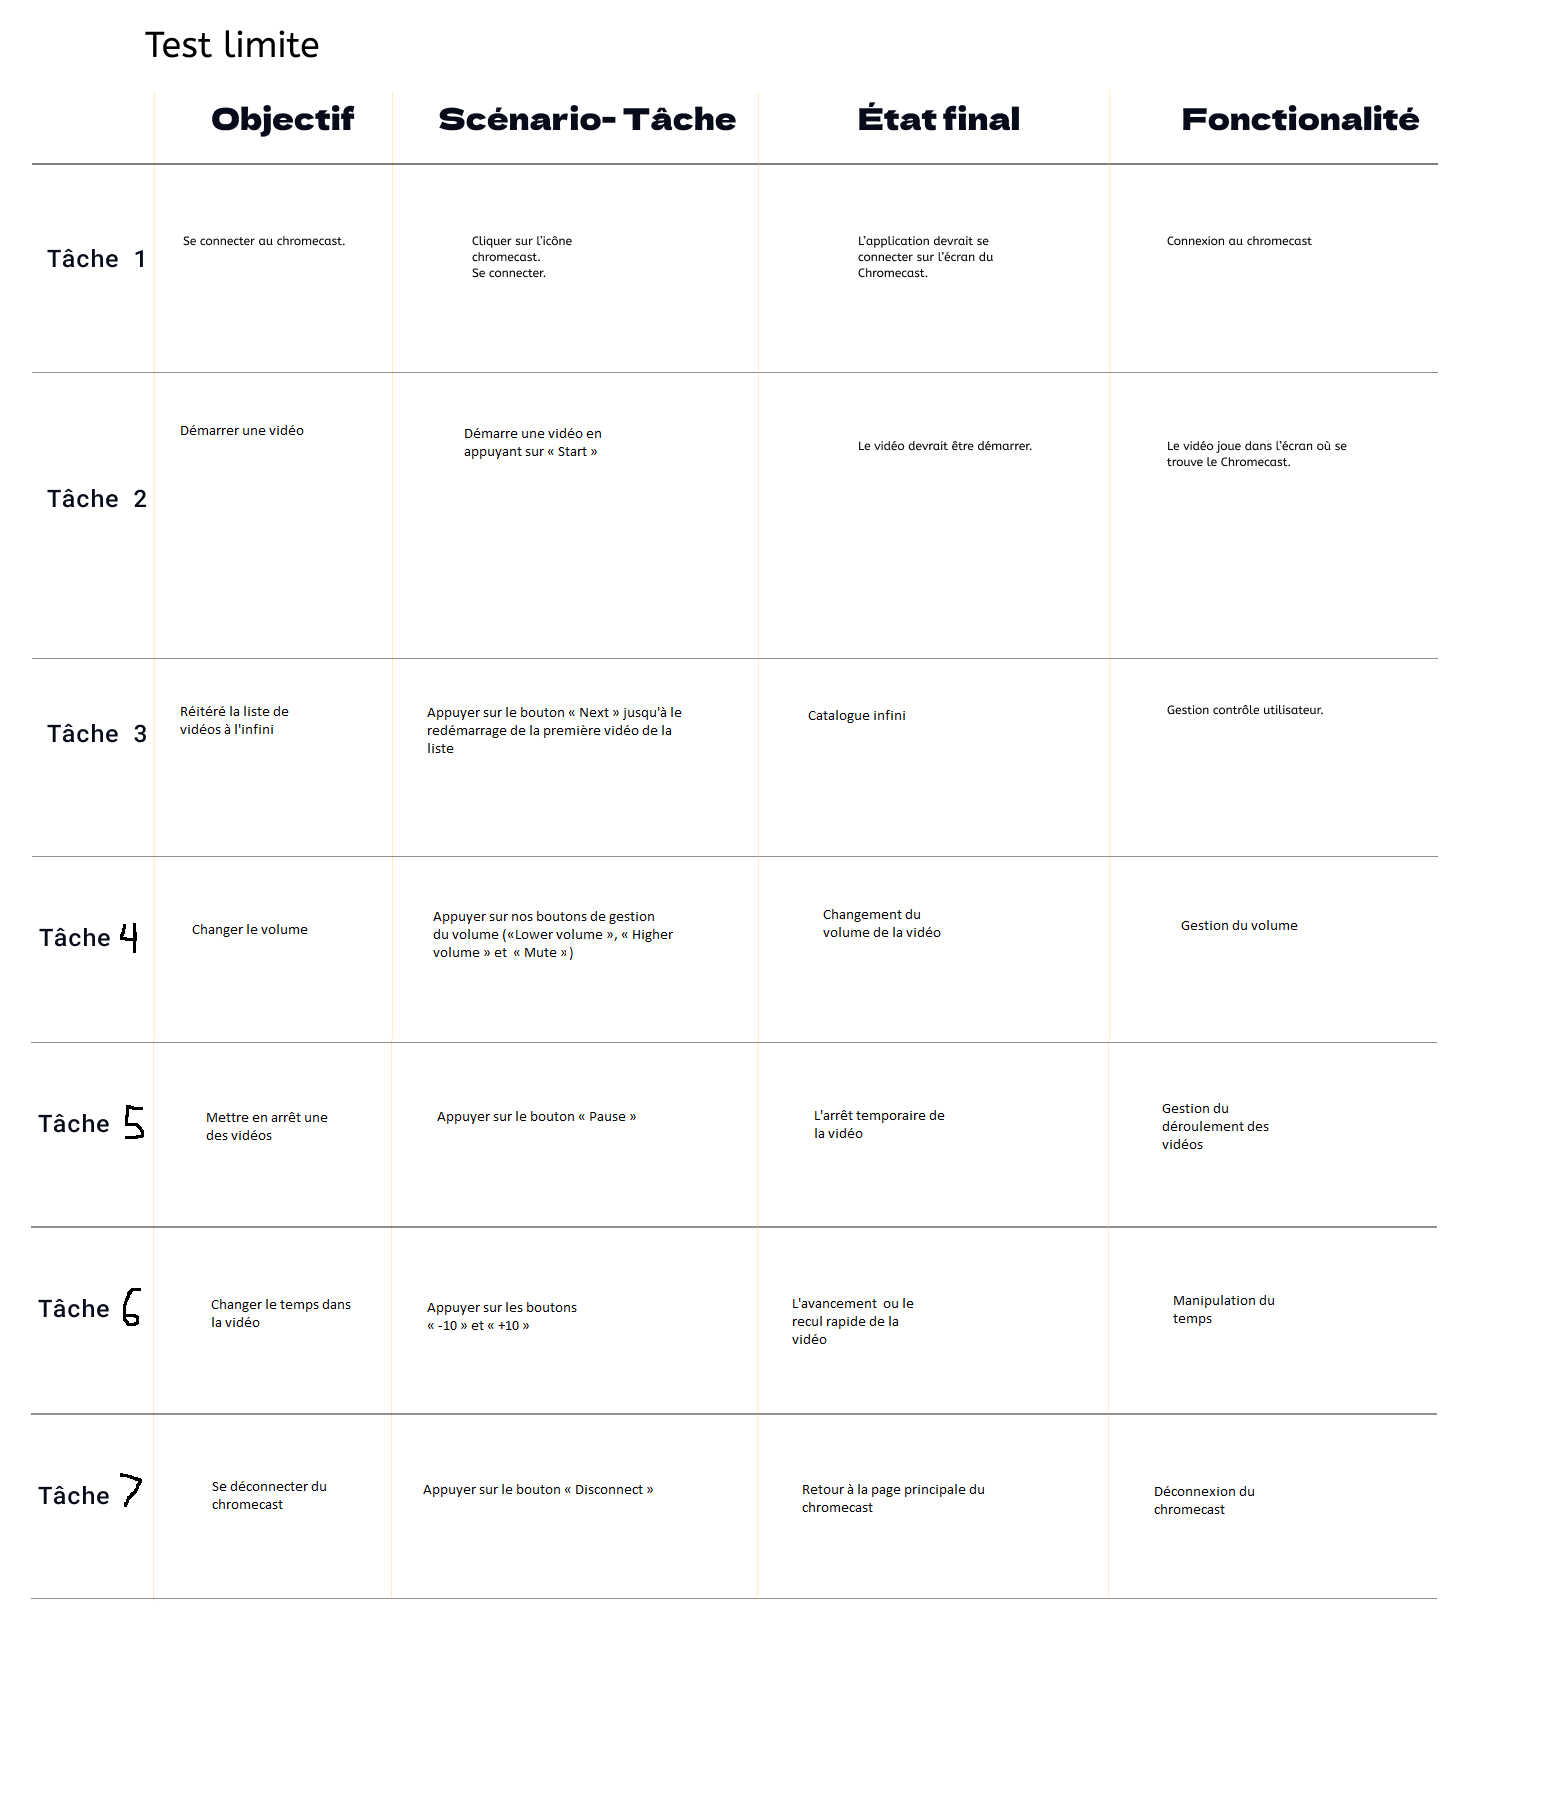 Test limite
Objectif
Scénario- Tâche
État final
Fonctionalité
Tâche 1
Se connecter au chromecast.
Cliquer sur l'icône
chromecast.
Se connecter.
L'application devrait se
connecter sur l'écran du
Chromecast.
Connexion au chromecast
Tâche 2
Démarrer une vidéo
Démarre une vidéo en
appuyant sur « Start »
Le vidéo devrait être démarrer.
Le vidéo joue dans l'écran où se
trouve le Chromecast.
Tâche 3
Réitéré la liste de
vidéos à l'infini
Appuyer sur le bouton « Next » jusqu'à le
redémarrage de la première vidéo de la
liste
Catalogue infini
Gestion contrôle utilisateur.
Tâche 4
Changer le volume
Appuyer sur nos boutons de gestion
du volume («Lower volume », « Higher
volume » et « Mute »)
Changement du
volume de la vidéo
Gestion du volume
Tâche 5
Mettre en arrêt une
des vidéos
Appuyer sur le bouton « Pause »
L'arrêt temporaire de
la vidéo
Gestion du
déroulement des
vidéos
Tâche 6
Changer le temps dans
la vidéo
Appuyer sur les boutons
« -10 » et « +10 »
L'avancement ou le
recul rapide de la
vidéo
Manipulation du
temps
Tâche 7
Se déconnecter du
chromecast
Appuyer sur le bouton « Disconnect »
Retour à la page principale du
chromecast
Déconnexion du
chromecast